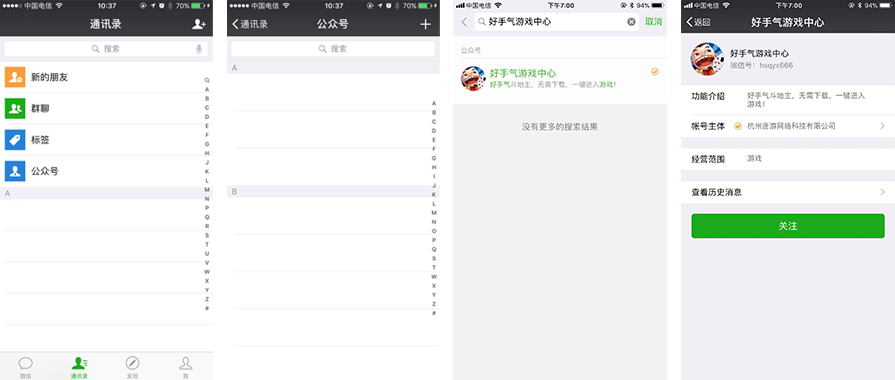 中国电信 10:37 70%
通讯录
搜索
新的朋友
群聊
标签
公众号
A
A
B
C
D
E
F
G
H
I
J
K
L
M
N
O
P
Q
R
S
T
U
V
W
X
Y
Z
#
微信
通讯录
发现
我
中国电信 10:37 70%
通讯录
公众号
搜索
A
B
A
B
C
D
E
F
G
H
I
J
K
L
M
N
O
P
Q
R
S
T
U
V
W
X
Y
Z
#
中国电信 下午7:00 94%
好手气游戏中心
取消
公众号
好手气游戏中心
好手气斗地主，无需下载，一键进入游戏！
没有更多的搜索结果
中国电信 下午7:00 94%
返回
好手气游戏中心
好手气游戏中心
微信号：hsqyx666
功能介绍 好手气斗地主，无需下载，一键进入
游戏！
帐号主体 杭州唐游网络科技有限公司
经营范围 游戏
查看历史消息
关注